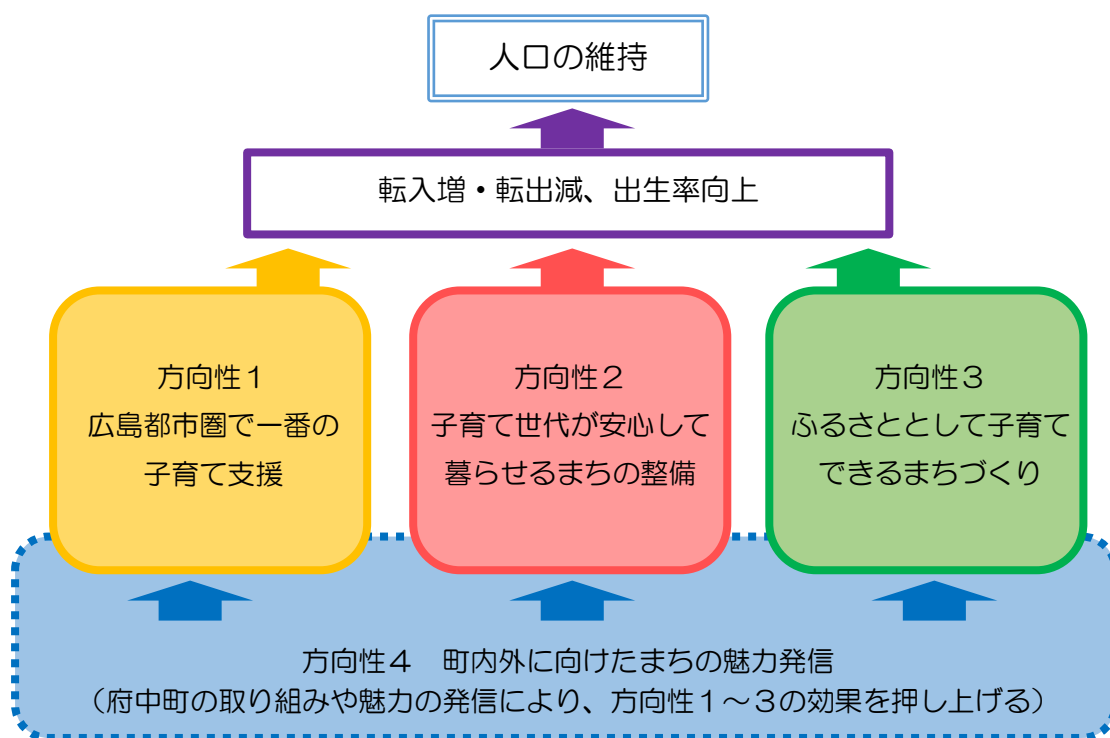 人口の維持
転入増・転出減、出生率向上
方向性１
広島都市圏で一番の
子育て支援
方向性２
子育て世代が安心して
暮らせるまちの整備
方向性３
ふるさととして子育て
できるまちづくり
方向性４　町内外に向けたまちの魅力発信
（府中町の取り組みや魅力の発信により、方向性１～３の効果を押し上げる）